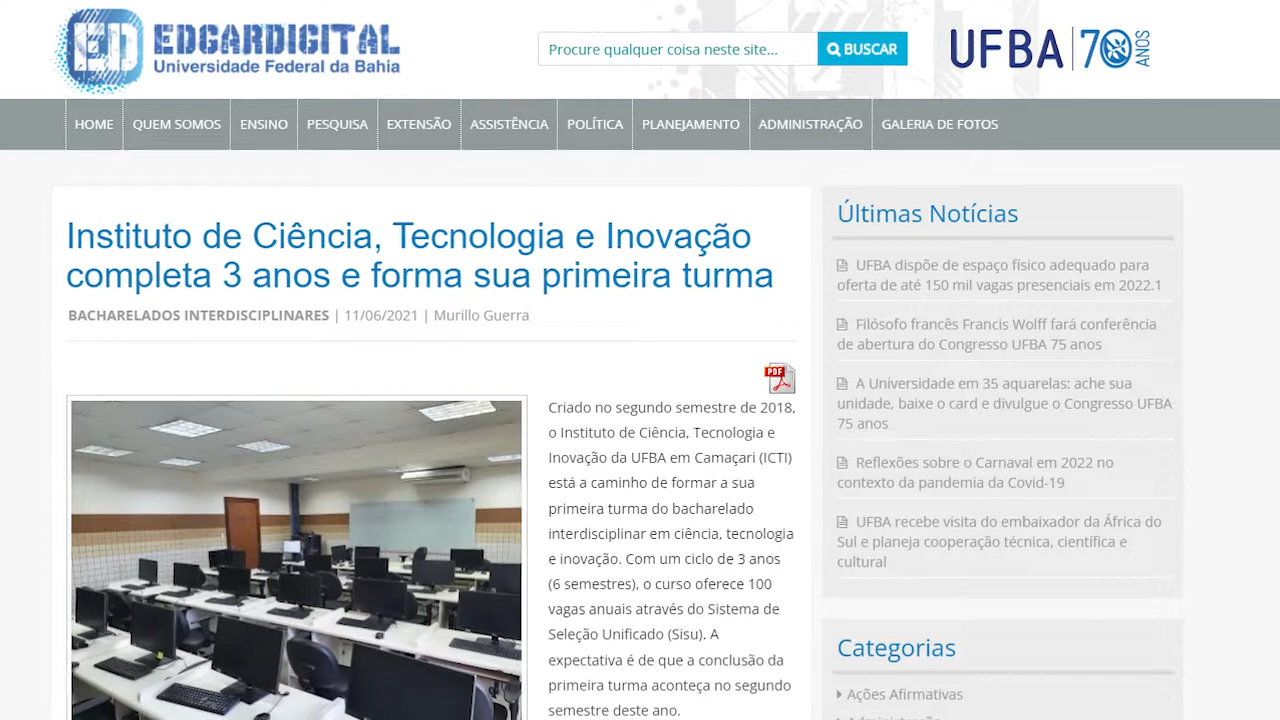 ED EDGARDIGITAL
Universidade Federal da Bahia
Procure qualquer coisa neste site...
BUSCAR
UFBA 70 ANOS
HOME
QUEM SOMOS
ENSINO
PESQUISA
EXTENSÃO
ASSISTÊNCIA
POLÍTICA
PLANEJAMENTO
ADMINISTRAÇÃO
GALERIA DE FOTOS
Instituto de Ciência, Tecnologia e Inovação
completa 3 anos e forma sua primeira turma
BACHARELADOS INTERDISCIPLINARES | 11/06/2021 | Murillo Guerra
PDF
Criado no segundo semestre de 2018,
o Instituto de Ciência, Tecnologia e
Inovação da UFBA em Camaçari (ICTI)
está a caminho de formar a sua
primeira turma do bacharelado
interdisciplinar em ciência, tecnologia
e inovação. Com um ciclo de 3 anos
(6 semestres), o curso oferece 100
vagas anuais através do Sistema de
Seleção Unificado (Sisu). A
expectativa é de que a conclusão da
primeira turma aconteça no segundo
semestre deste ano.
Últimas Notícias
UFBA dispõe de espaço físico adequado para
oferta de até 150 mil vagas presenciais em 2022.1
Filósofo francês Francis Wolff fará conferência
de abertura do Congresso UFBA 75 anos
A Universidade em 35 aquarelas: ache sua
unidade, baixe o card e divulgue o Congresso UFBA
75 anos
Reflexões sobre o Carnaval em 2022 no
contexto da pandemia da Covid-19
UFBA recebe visita do embaixador da África do
Sul e planeja cooperação técnica, científica e
cultural
Categorias
Ações Afirmativas
Administração